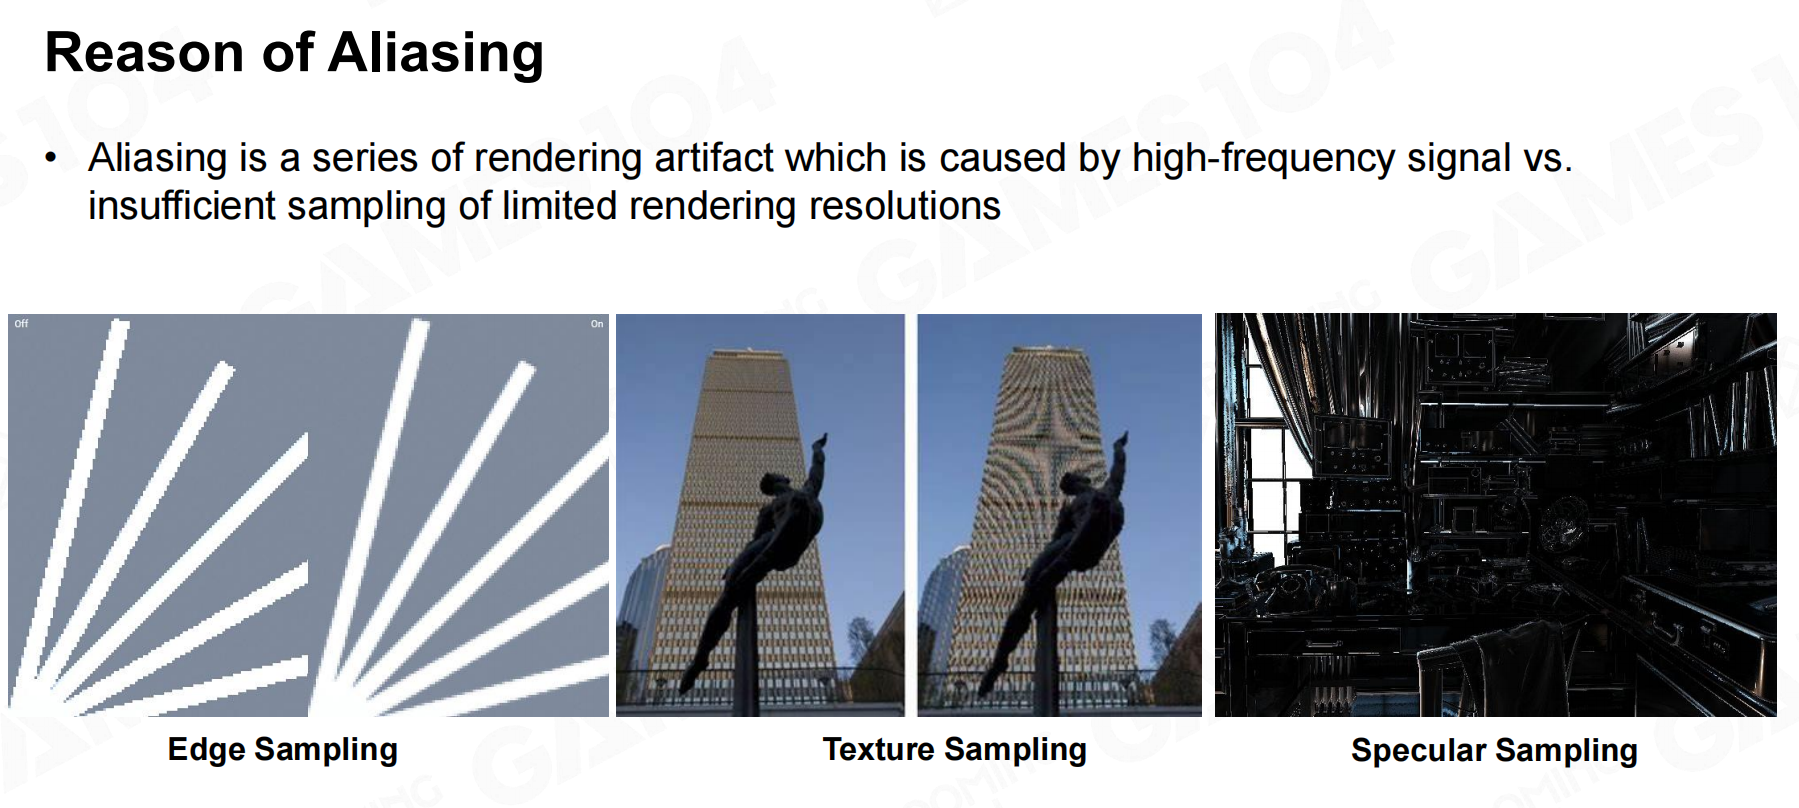 Reason of Aliasing
• Aliasing is a series of rendering artifact which is caused by high-frequency signal vs.
insufficient sampling of limited rendering resolutions
Off
On
Edge Sampling
Texture Sampling
Specular Sampling
GAMES104
GAMES104